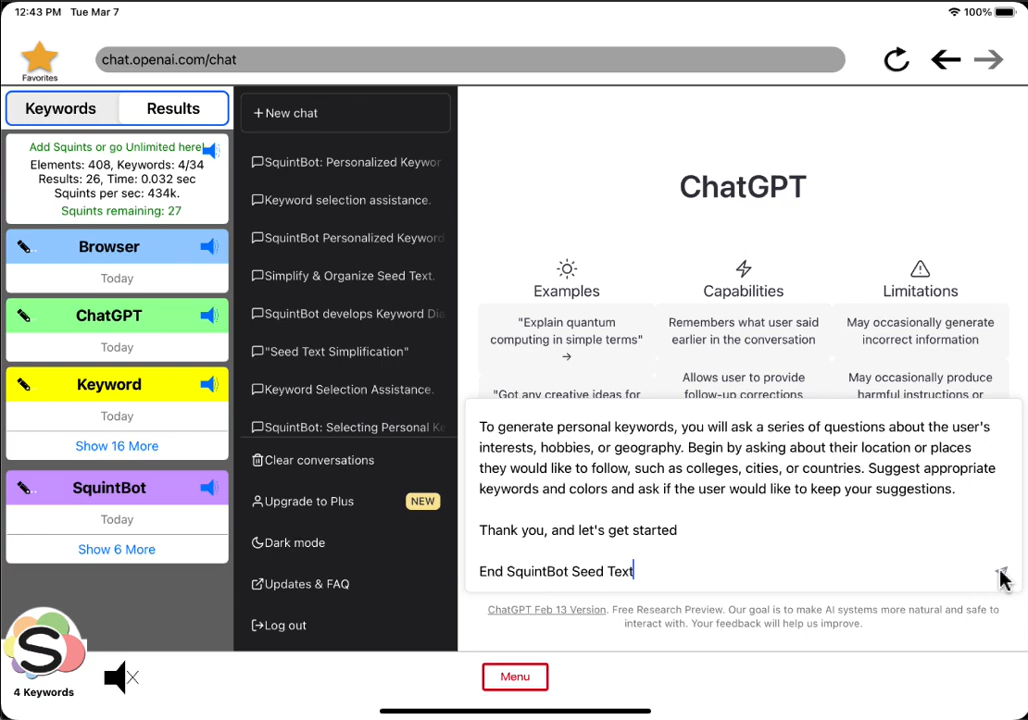 12:43 PM Tue Mar 7
100%
Favorites
chat.openai.com/chat
Keywords
Results
Add Squints or go Unlimited here!
Elements: 408, Keywords: 4/34
Results: 26, Time: 0.032 sec
Squints per sec: 434k.
Squints remaining: 27
Browser
Today
ChatGPT
Today
Keyword
Today
Show 16 More
SquintBot
Today
Show 6 More
S
4 Keywords
+ New chat
SquintBot: Personalized Keywor
Keyword selection assistance.
SquintBot Personalized Keyword
Simplify & Organize Seed Text.
SquintBot develops Keyword Dia
"Seed Text Simplification"
Keyword Selection Assistance.
SquintBot: Selecting Personal Ke
Clear conversations
Upgrade to Plus
NEW
Dark mode
Updates & FAQ
Log out
ChatGPT
Examples
Capabilities
Limitations
"Explain quantum
computing in simple terms"
→
Remembers what user said
earlier in the conversation
May occasionally generate
incorrect information
"Got any creative ideas for
Allows user to provide
follow-up corrections
May occasionally produce
harmful instructions or
To generate personal keywords, you will ask a series of questions about the user's
interests, hobbies, or geography. Begin by asking about their location or places
they would like to follow, such as colleges, cities, or countries. Suggest appropriate
keywords and colors and ask if the user would like to keep your suggestions.
Thank you, and let's get started
End SquintBot Seed Text
ChatGPT Feb 13 Version. Free Research Preview. Our goal is to make AI systems more natural and safe to
interact with. Your feedback will help us improve.
Menu